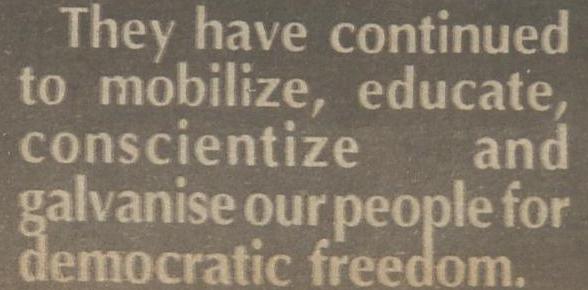 They have continued
to mobilize, educate,
conscientize and
galvanise our people for
democratic freedom.